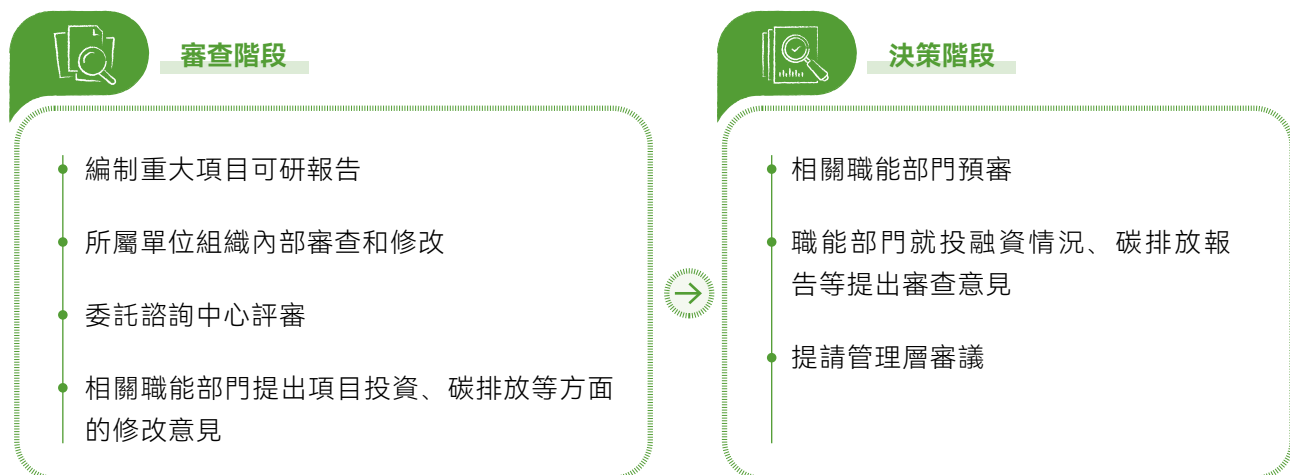 審查階段
編制重大項目可研報告
所屬單位組織內部審查和修改
委託諮詢中心評審
相關職能部門提出項目投資、碳排放等方面
的修改意見
決策階段
相關職能部門預審
職能部門就投融資情況、碳排放報
告等提出審查意見
提請管理層審議